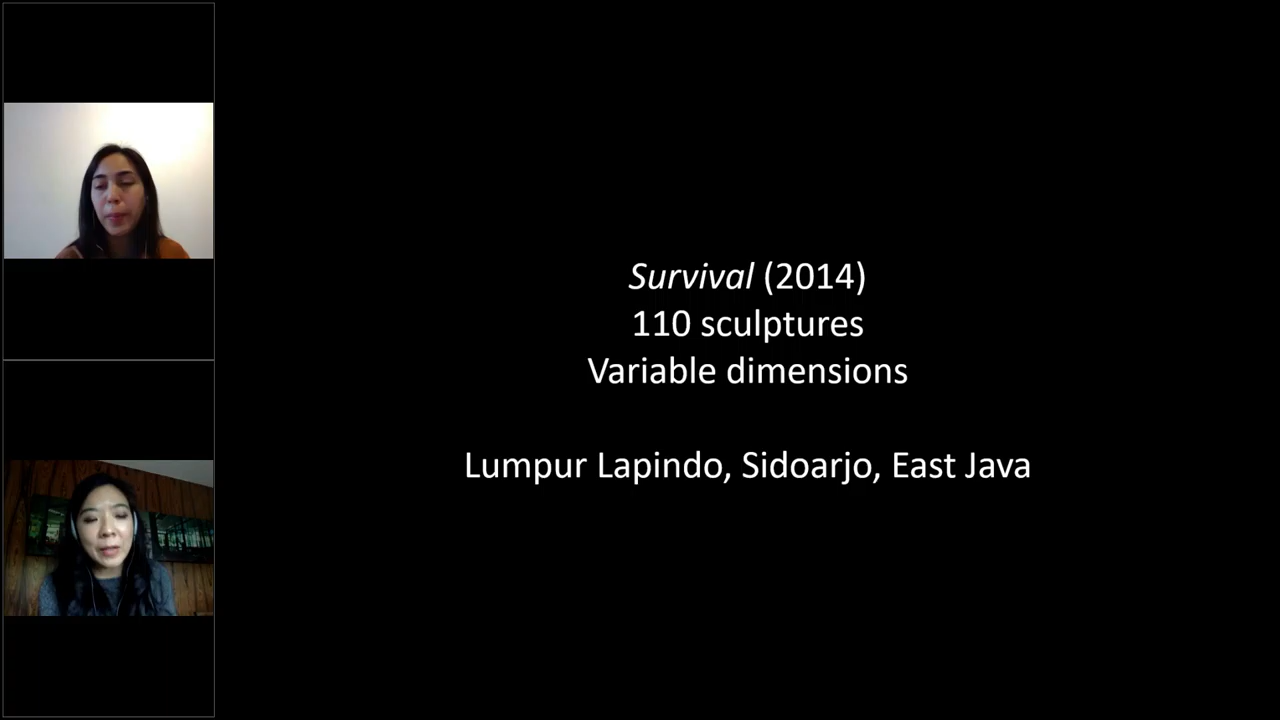 Survival (2014)
110 sculptures
Variable dimensions
Lumpur Lapindo, Sidoarjo, East Java